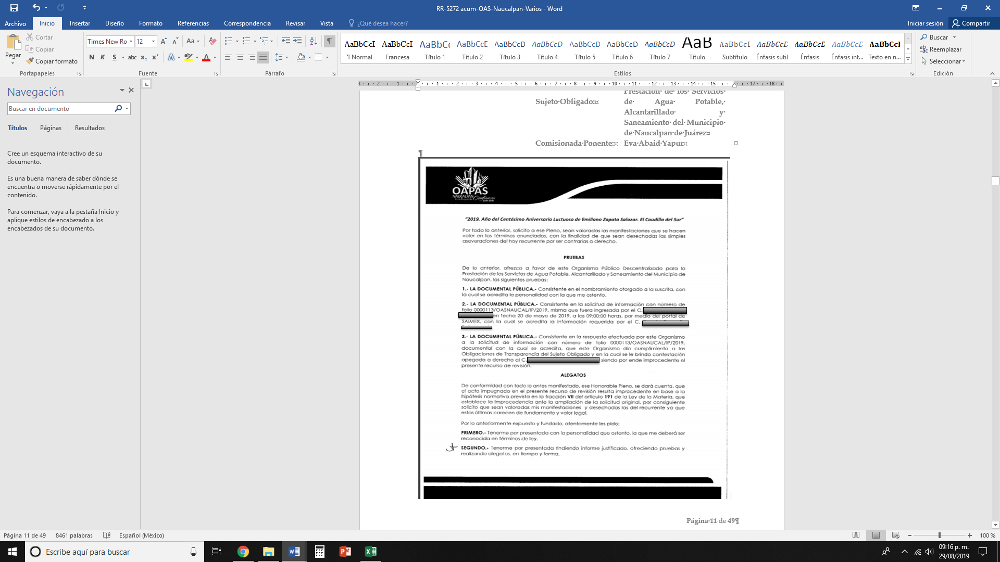 RR-5272 acum-OAS-Naucalpan-Varios - Word
Archivo
Inicio
Insertar
Diseño
Formato
Referencias
Correspondencia
Revisar
Vista
¿Qué desea hacer?
Iniciar sesión
Compartir
Pegar
Cortar
Copiar
Copiar formato
Portapapeles
Times New Ro
12
Fuente
Párrafo
AaBbCcI AaBbCcI AaBbCc AaBbCcD AaBbCcD AaBbCcD AaBbCcD AaBbCcD AaBbCcD AaB AaBbCcI AaBbCcD AaBbCcD AaBbCcD AaBbCcI
¶ Normal Francesa Título 1 Título 2 Título 3 Título 4 Título 5 Título 6 Título 7 Título Subtítulo Énfasis sutil Énfasis Énfasis int... Texto en n...
Estilos
Buscar
Reemplazar
Seleccionar
Edición
Navegación
Buscar en documento
Títulos
Páginas
Resultados
Cree un esquema interactivo de su
documento.
Es una buena manera de saber dónde se
encuentra o moverse rápidamente por el
contenido.
Para comenzar, vaya a la pestaña Inicio y
aplique estilos de encabezado a los
encabezados de su documento.
3 2 1 1 2 3 4 5 6 7 8 9 10 11 12 13 14 15 17 18
Prestación· de· los· Servicios·
Sujeto·Obligado:¤ de· Agua· Potable,·
Alcantarillado· y·
Saneamiento·del·Municipio·
de·Naucalpan·de·Juárez¤
Comisionada·Ponente:¤ Eva·Abaid·Yapur¤ ¤
¶
OAPAS
NAUCALPAN
Construyendo Confianza
"2019. Año del Centésimo Aniversario Luctuoso de Emiliano Zapata Salazar. El Caudillo del Sur"
Por todo lo anterior, solicito a ese Pleno, sean valoradas las manifestaciones que se hacen
valer en los términos enunciados, con la finalidad de que sean desechadas las simples
aseveraciones del hoy recurrente por ser contrarias a derecho.
PRUEBAS
De lo anterior, ofrezco a favor de este Organismo Público Descentralizado para la
Prestación de los Servicios de Agua Potable, Alcantarillado y Saneamiento del Municipio de
Naucalpan, las siguientes pruebas:
1.- LA DOCUMENTAL PÚBLICA.- Consistente en el nombramiento otorgado a la suscrita, con
la cual se acredita la personalidad con la que me ostento.
2.- LA DOCUMENTAL PÚBLICA.- Consistente en la solicitud de información con número de
folio 0000113/OASNAUCAL/IP/2019, misma que fuera ingresada por el C.
en fecha 20 de mayo de 2019, a las 09:00:00 horas, por medio del portal de
SAIMEX, con la cual se acredita la información requerida por el C.
3.- LA DOCUMENTAL PÚBLICA.- Consistente en la respuesta efectuada por este Organismo
a la solicitud de información con número de folio 0000113/OASNAUCAL/IP/2019,
documental con la cual se acredita, que este Organismo dio cumplimiento a las
Obligaciones de Transparencia del Sujeto Obligado y en la cual se le brindo contestación
apegada a derecho al C. siendo por ende improcedente el
presente recurso de revisión.
ALEGATOS
De conformidad con todo lo antes manifestado, ese Honorable Pleno, se dará cuenta, que
el acto impugnado en el presente recurso de revisión resulta improcedente en base a la
hipótesis normativa prevista en la fracción VII del artículo 191 de la Ley de la Materia, que
establece la improcedencia ante la ampliación de la solicitud original, por consiguiente
solicito que sean valoradas mis manifestaciones y desechadas las del recurrente ya que
estas últimas carecen de fundamento y valor legal.
Por lo anteriormente expuesto y fundado, atentamente les pido:
PRIMERO.- Tenerme por presentada con la personalidad que ostento, la que me deberá ser
reconocida en términos de ley.
SEGUNDO.- Tenerme por presentada rindiendo informe justificado, ofreciendo pruebas y
realizando alegatos, en tiempo y forma.
Página·11·de·49¶
Página 11 de 49
8461 palabras
Español (México)
100 %
Escribe aquí para buscar
09:16 p. m.
29/08/2019